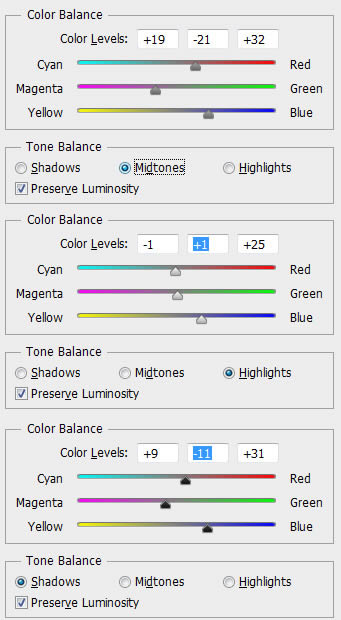 Color Balance
Color Levels: +19 -21 +32
Cyan Red
Magenta Green
Yellow Blue
Tone Balance
Shadows Midtones Highlights
Preserve Luminosity
Color Balance
Color Levels: -1 +1 +25
Cyan Red
Magenta Green
Yellow Blue
Tone Balance
Shadows Midtones Highlights
Preserve Luminosity
Color Balance
Color Levels: +9 -11 +31
Cyan Red
Magenta Green
Yellow Blue
Tone Balance
Shadows Midtones Highlights
Preserve Luminosity